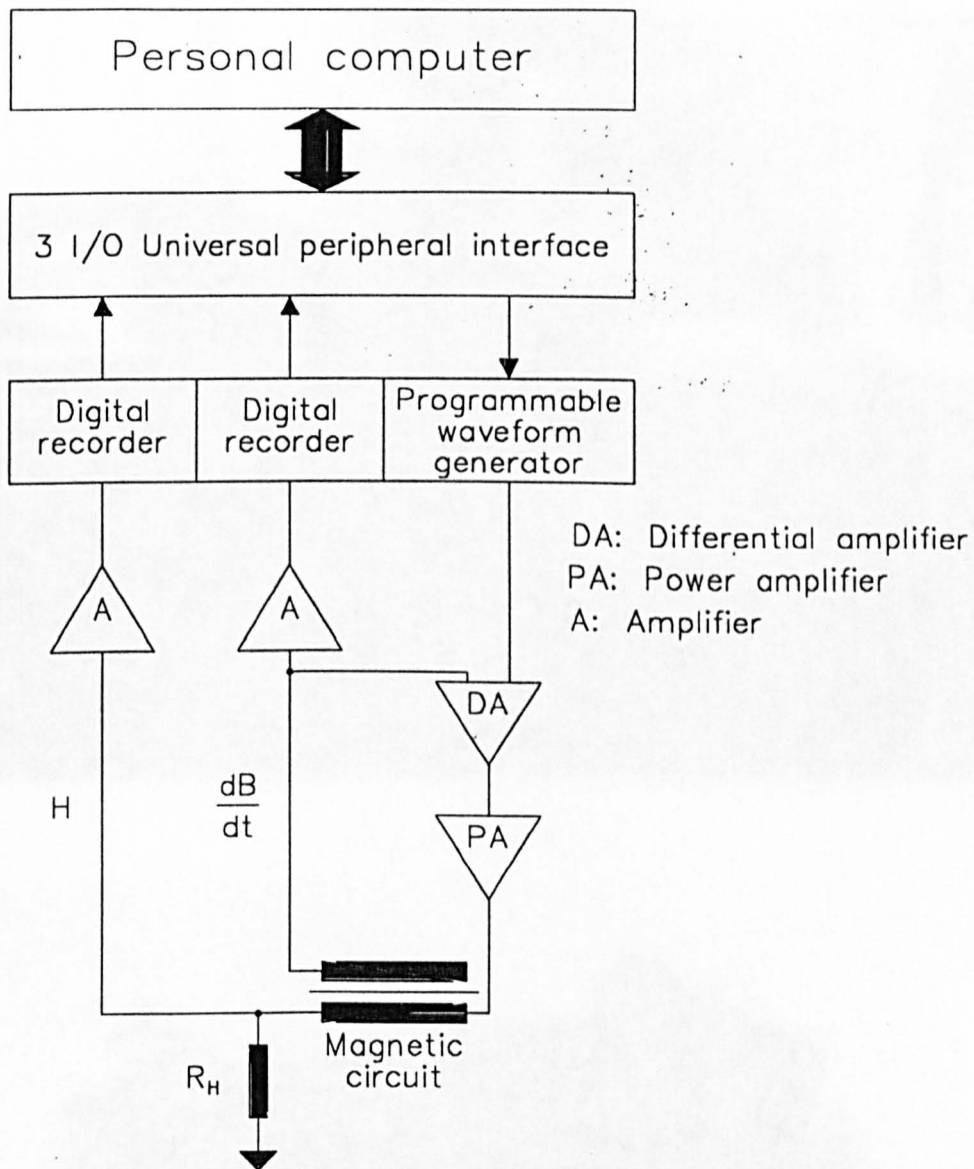 Personal computer
3 I/O Universal peripheral interface
Digital
recorder
Digital
recorder
Programmable
waveform
generator
DA: Differential amplifier
PA: Power amplifier
A: Amplifier
A
A
DA
H
dB
dt
PA
Magnetic
circuit
RH